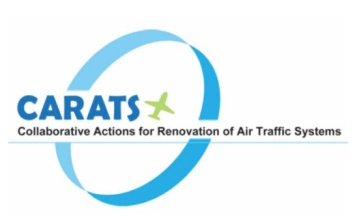 CARATS
Collaborative Actions for Renovation of Air Traffic Systems